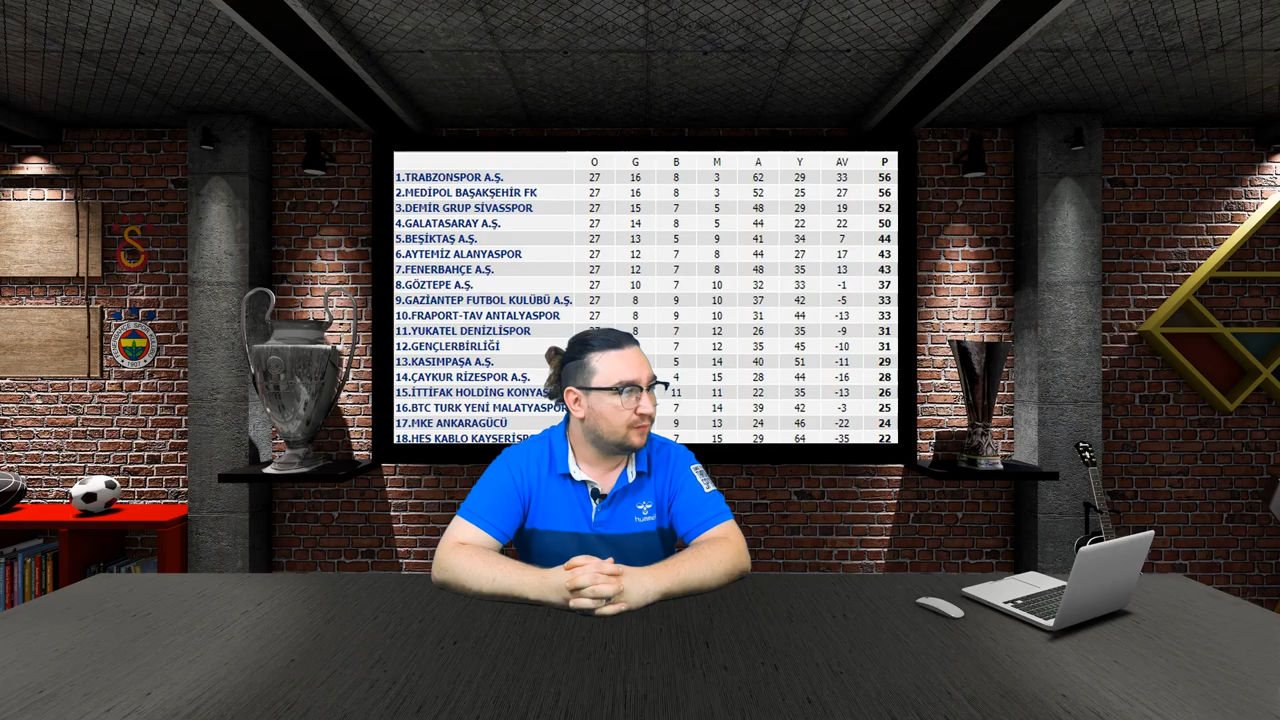 O G B M A Y AV P
1.TRABZONSPOR A.Ş. 27 16 8 3 62 29 33 56
2.MEDİPOL BAŞAKŞEHİR FK 27 16 8 3 52 25 27 56
3.DEMİR GRUP SİVASSPOR 27 15 7 5 48 29 19 52
4.GALATASARAY A.Ş. 27 14 8 5 44 22 22 50
5.BEŞİKTAŞ A.Ş. 27 13 5 9 41 34 7 44
6.AYTEMİZ ALANYASPOR 27 12 7 8 44 27 17 43
7.FENERBAHÇE A.Ş. 27 12 7 8 48 35 13 43
8.GÖZTEPE A.Ş. 27 10 7 10 32 33 -1 37
9.GAZİANTEP FUTBOL KULÜBÜ A.Ş. 27 8 9 10 37 42 -5 33
10.FRAPORT-TAV ANTALYASPOR 27 8 9 10 31 44 -13 33
11.YUKATEL DENİZLİSPOR 27 8 7 12 26 35 -9 31
12.GENÇLERBİRLİĞİ 7 12 35 45 -10 31
13.KASIMPAŞA A.Ş. 5 14 40 51 -11 29
14.ÇAYKUR RİZESPOR A.Ş. 4 15 28 44 -16 28
15.İTTİFAK HOLDİNG KONYAS 11 11 22 35 -13 26
16.BTC TURK YENİ MALATYASPOR 7 14 39 42 -3 25
17.MKE ANKARAGÜCÜ 9 13 24 46 -22 24
18.HES KABLO KAYSERİSP 7 15 29 64 -35 22
hummel